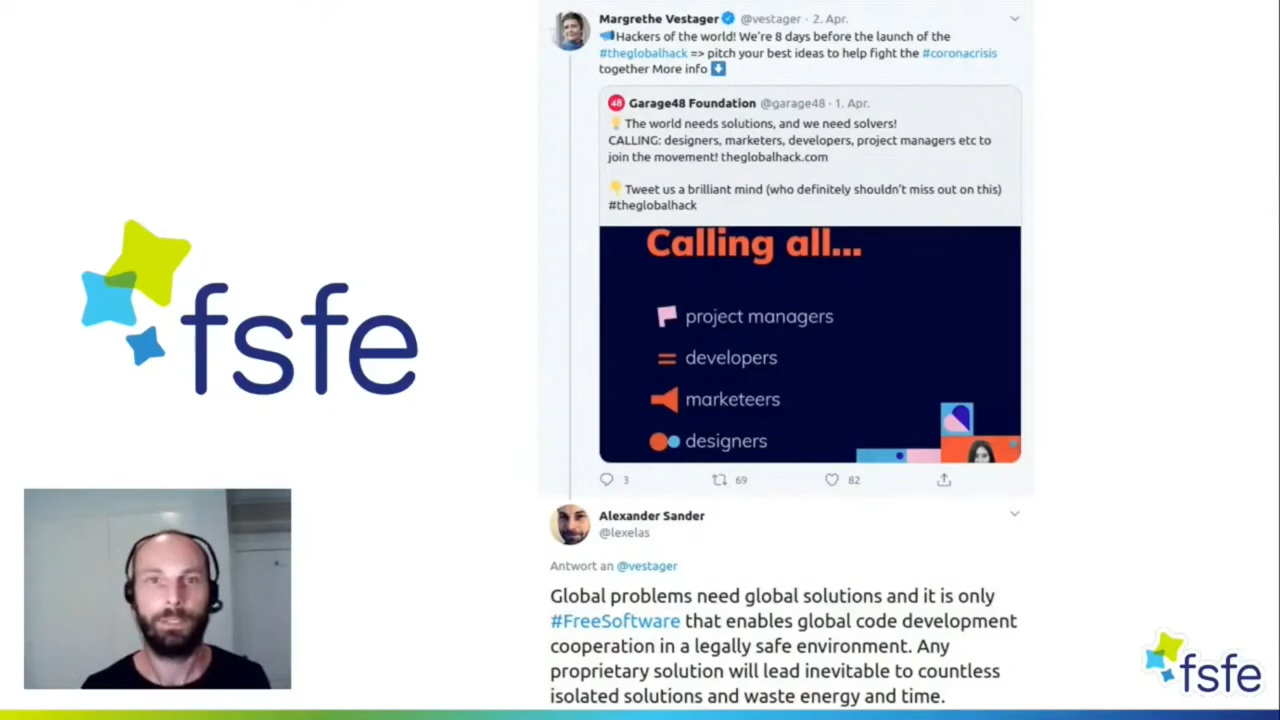 Margrethe Vestager @vestager · 2. Apr.
Hackers of the world! We're 8 days before the launch of the
#theglobalhack => pitch your best ideas to help fight the #coronacrisis
together More info
48 Garage48 Foundation @garage48 · 1. Apr.
The world needs solutions, and we need solvers!
CALLING: designers, marketers, developers, project managers etc to
join the movement! theglobalhack.com
Tweet us a brilliant mind (who definitely shouldn't miss out on this)
#theglobalhack
Calling all...
project managers
developers
marketeers
designers
3 69 82
fsfe
Alexander Sander
@lexelas
Antwort an @vestager
Global problems need global solutions and it is only
#FreeSoftware that enables global code development
cooperation in a legally safe environment. Any
proprietary solution will lead inevitable to countless
isolated solutions and waste energy and time.
fsfe